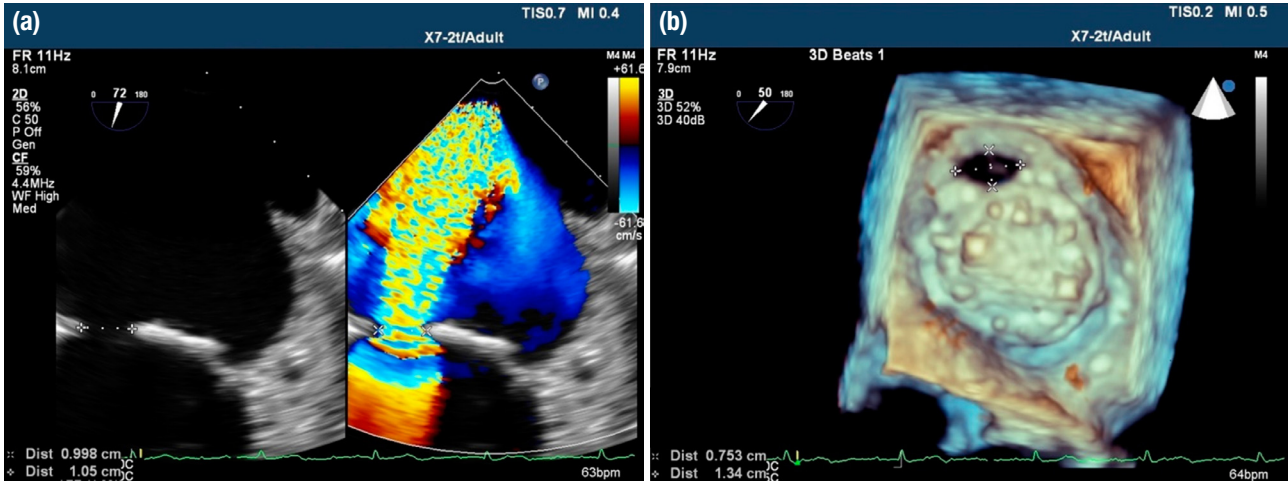 (a)
TIS0.7 MI 0.4
X7-2t/Adult
FR 11Hz
8.1cm
M4 M4
+61.6
2D
56%
C 50
P Off
Gen
CF
59%
4.4MHz
WF High
Med
0 72 180
P
-61.6
cm/s
Dist 0.998 cm
Dist 1.05 cm
63bpm
(b)
TIS0.2 MI 0.5
X7-2t/Adult
FR 11Hz
7.9cm
3D Beats 1
M4
3D
3D 52%
3D 40dB
0 50 180
Dist 0.753 cm
Dist 1.34 cm
64bpm